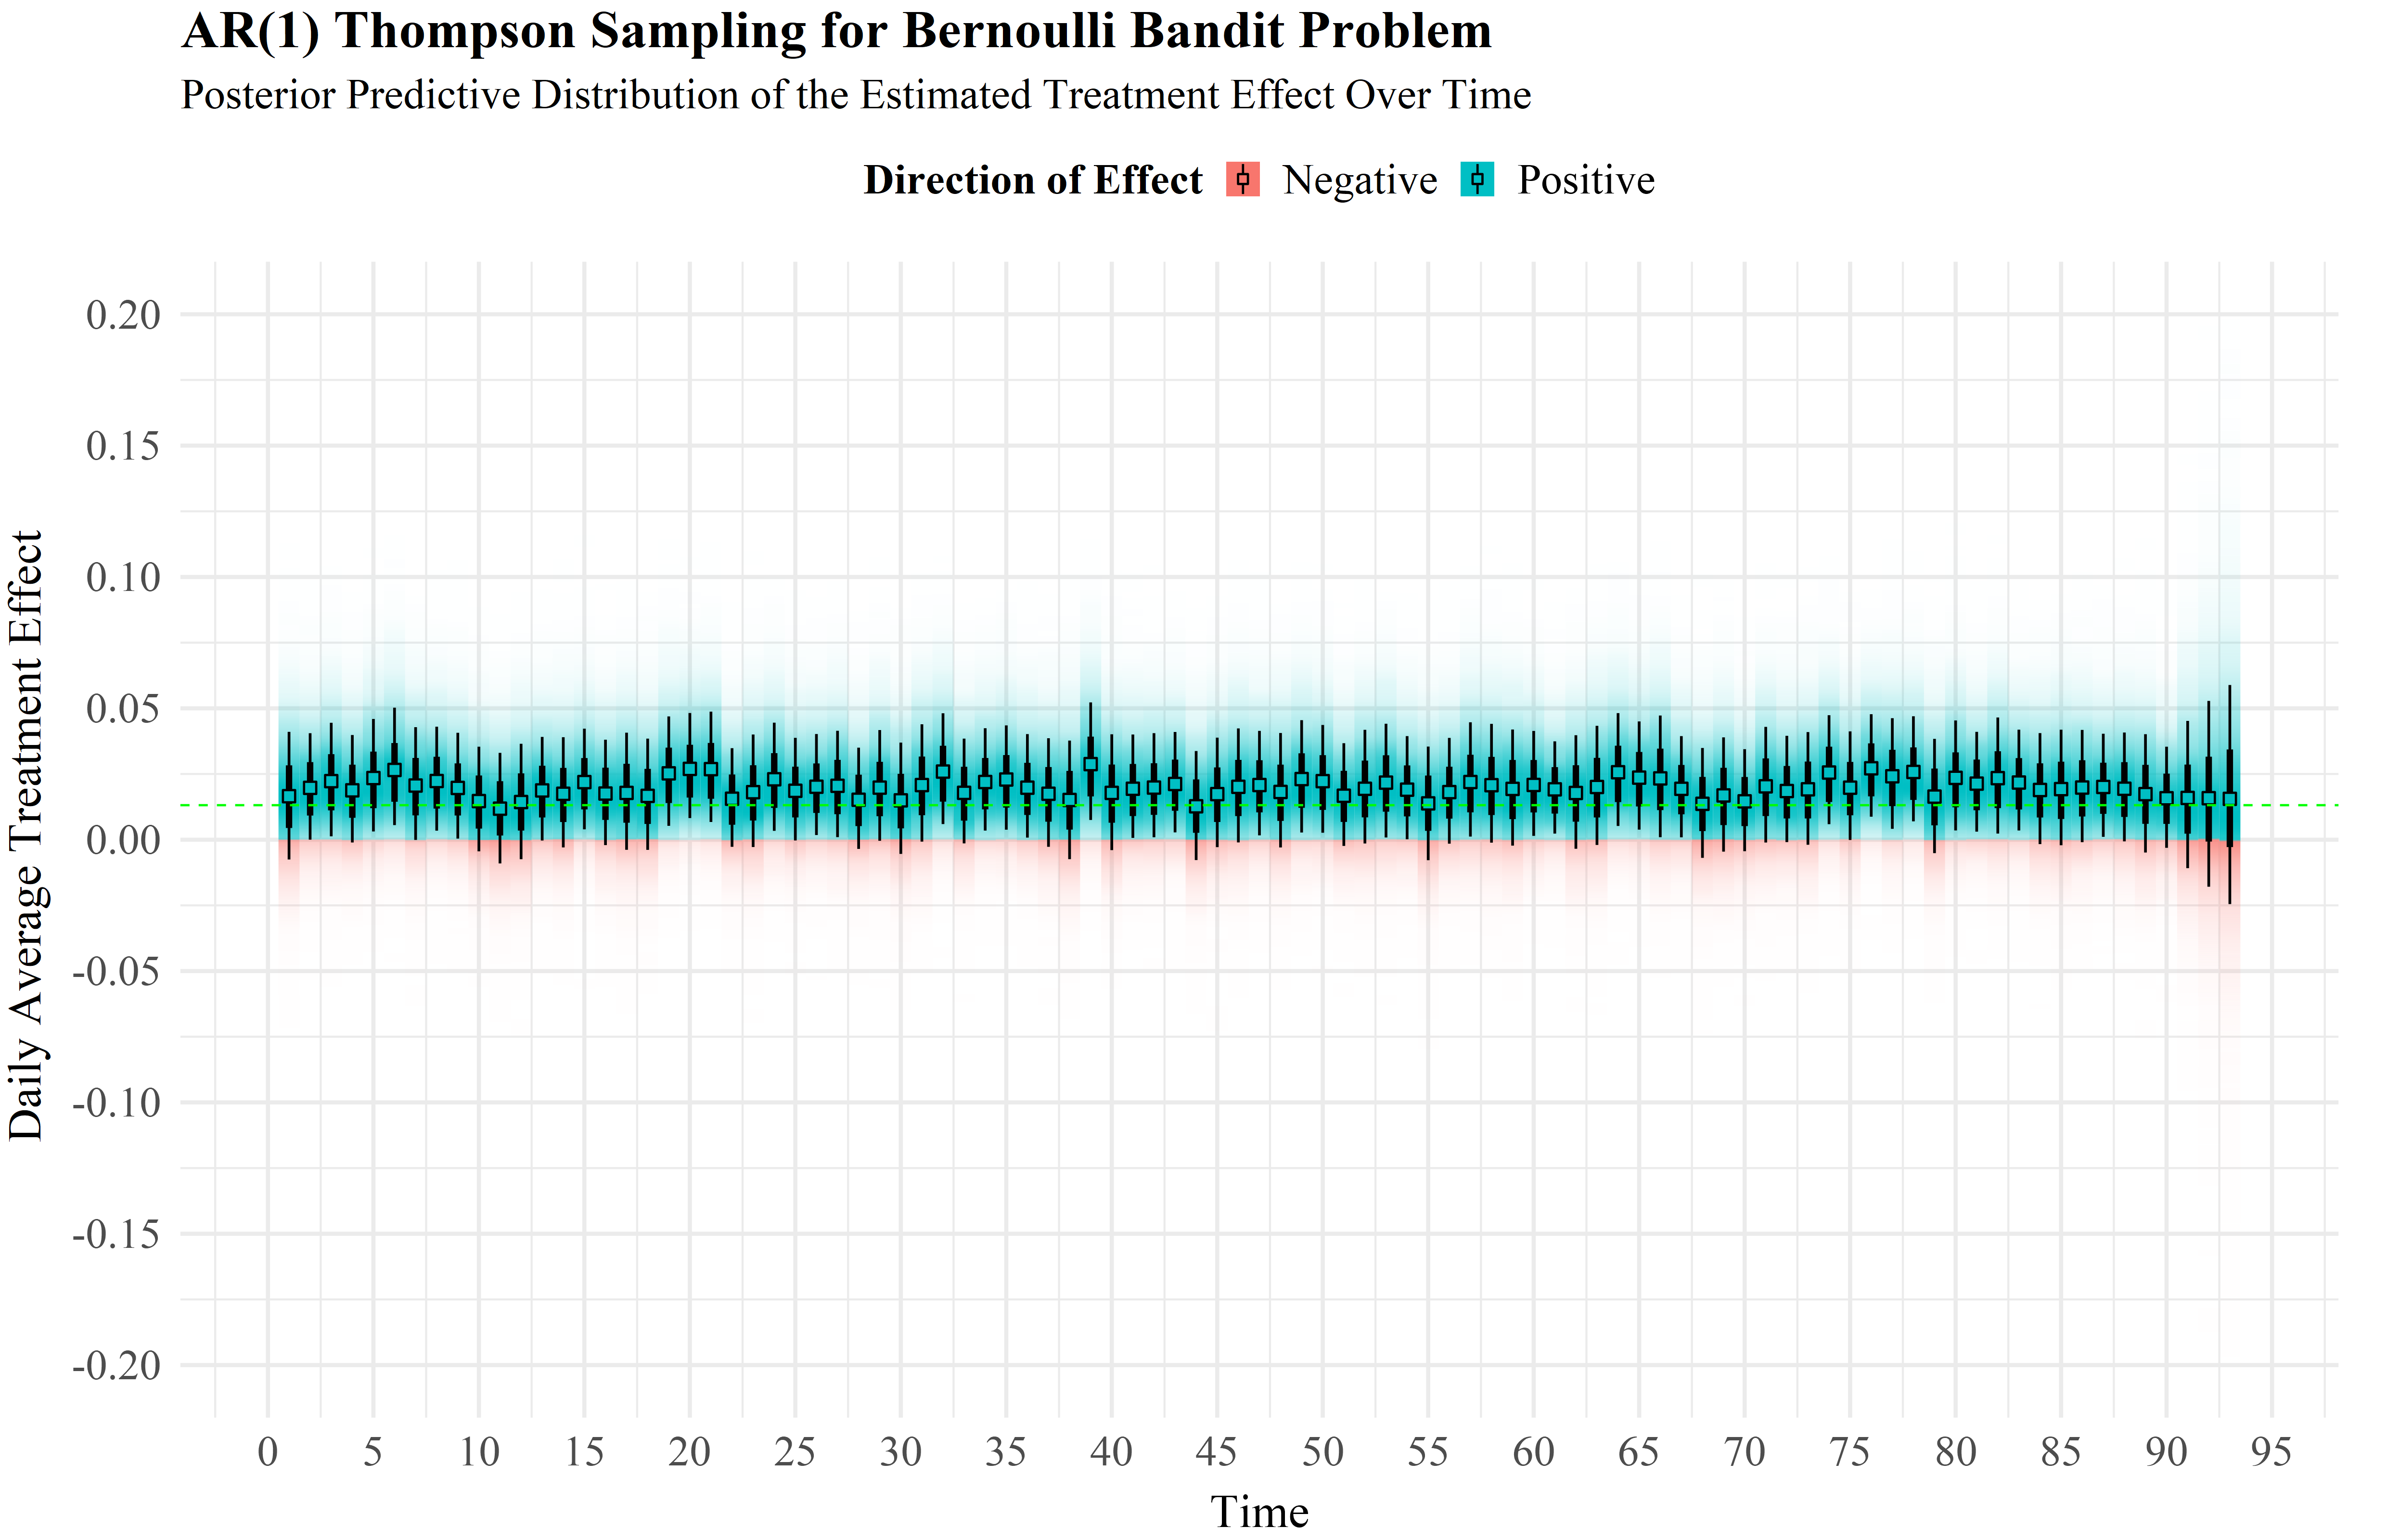 AR(1) Thompson Sampling for Bernoulli Bandit Problem
Posterior Predictive Distribution of the Estimated Treatment Effect Over Time
Direction of Effect Negative Positive
Daily Average Treatment Effect
0.20
0.15
0.10
0.05
0.00
-0.05
-0.10
-0.15
-0.20
0 5 10 15 20 25 30 35 40 45 50 55 60 65 70 75 80 85 90 95
Time